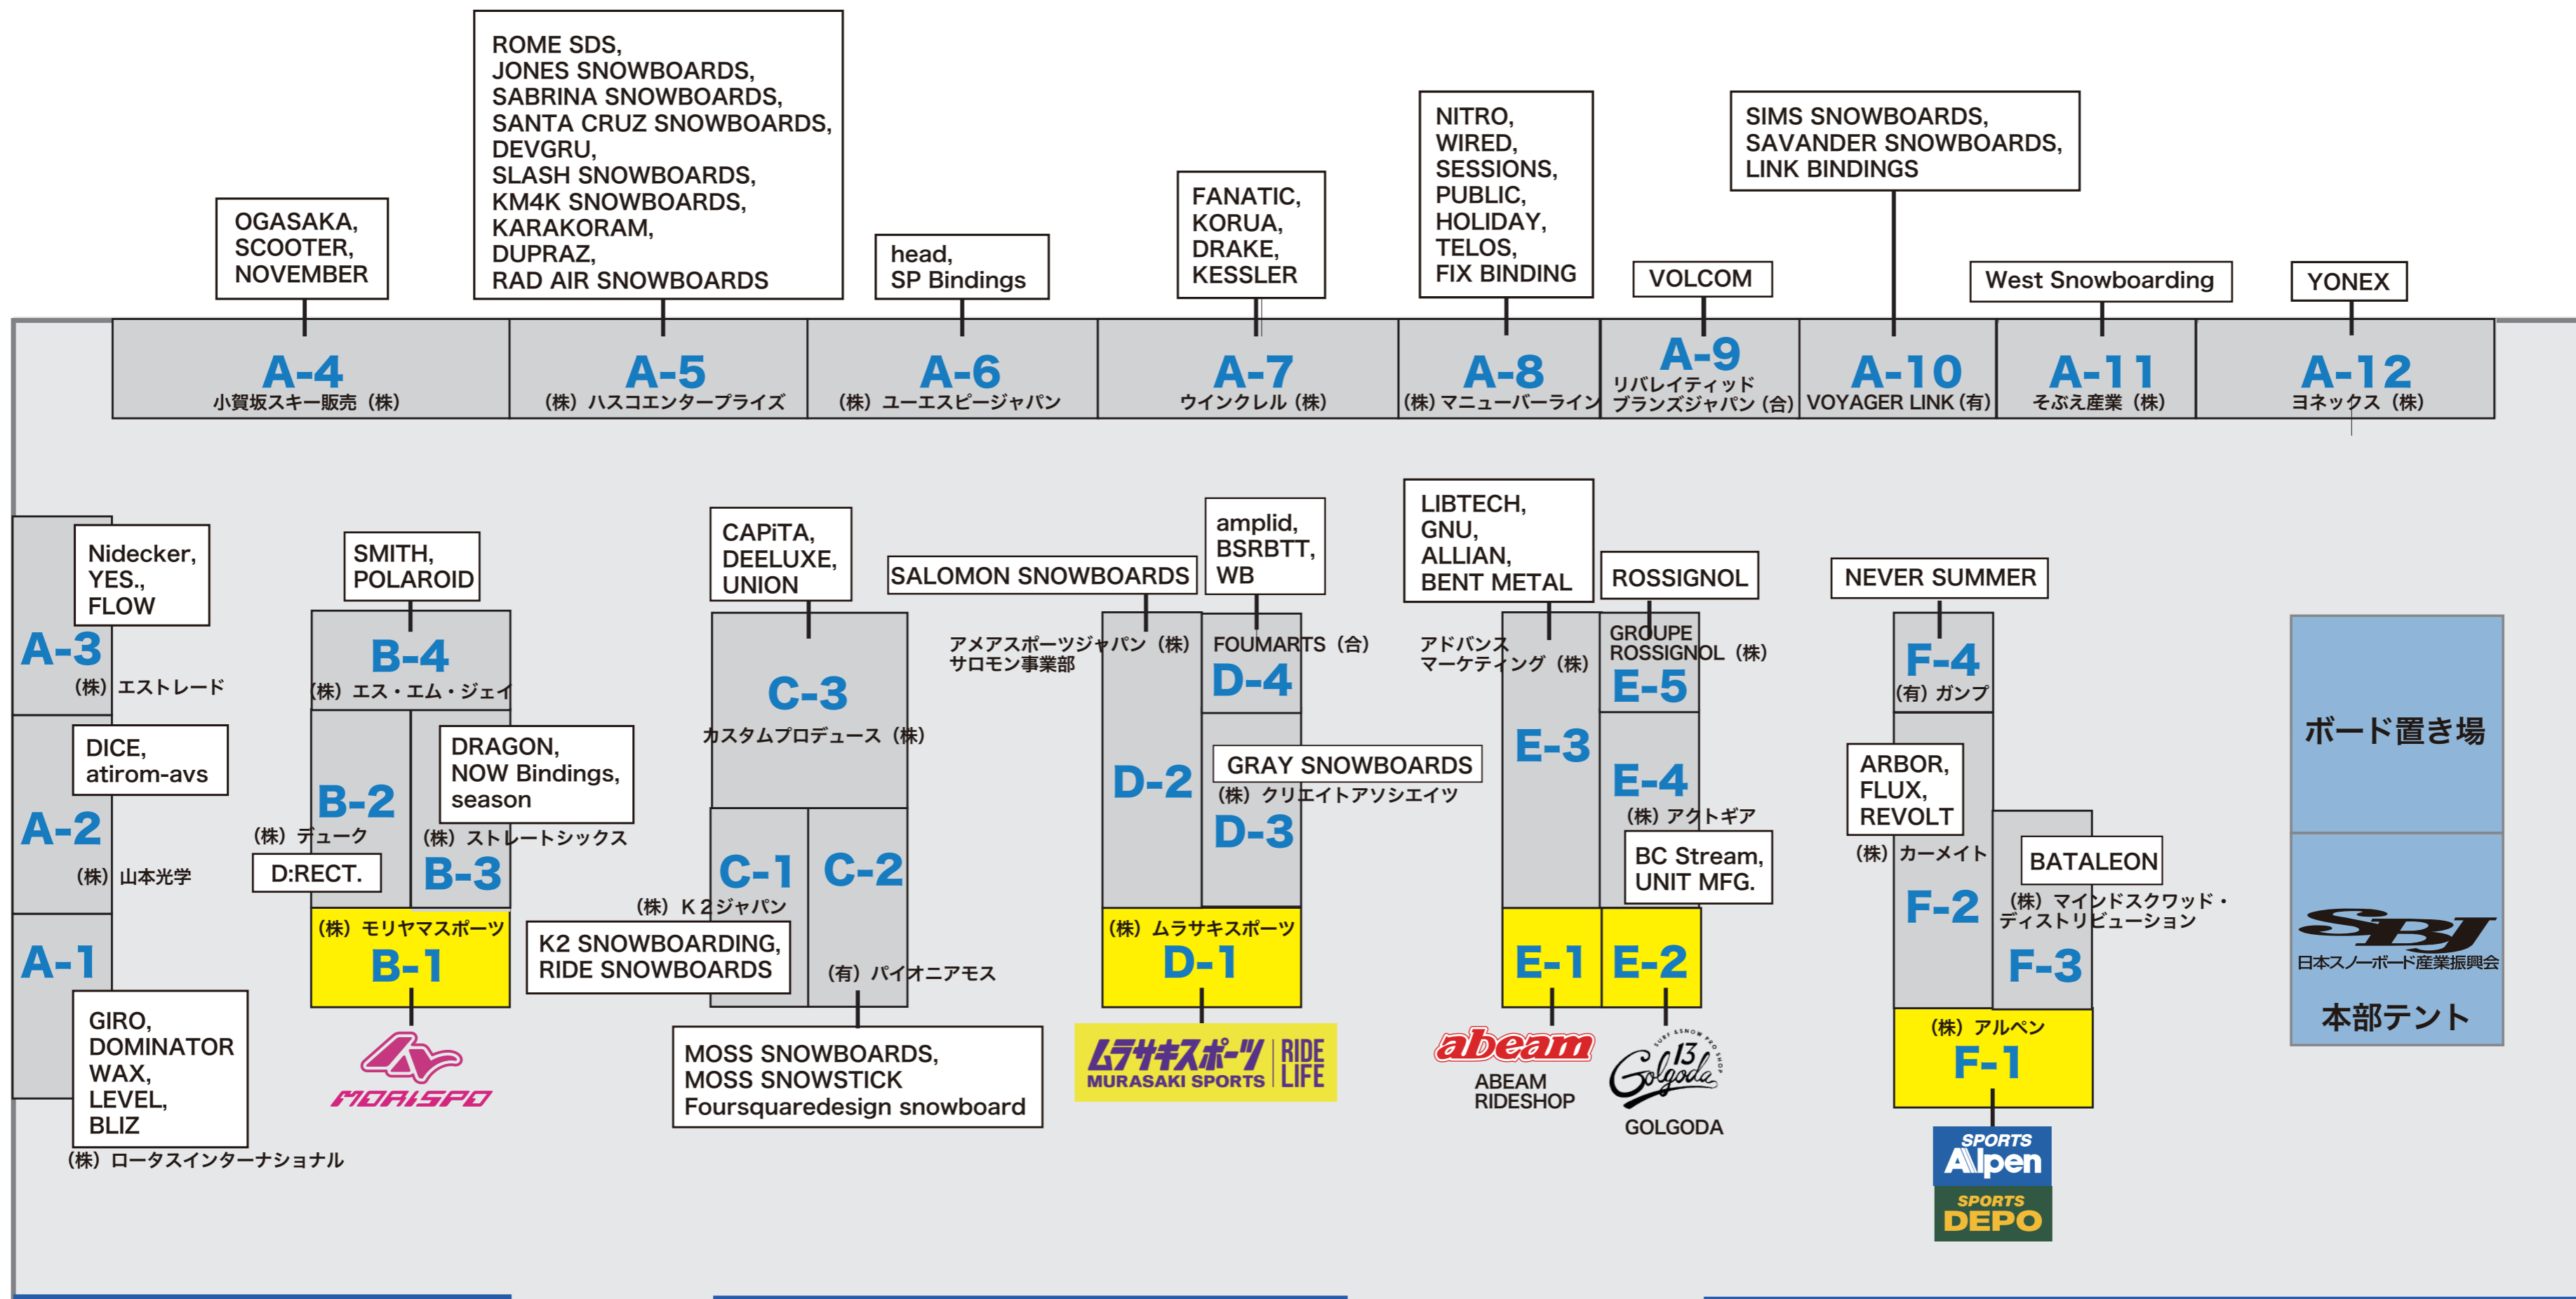 ROME SDS,
JONES SNOWBOARDS,
SABRINA SNOWBOARDS,
SANTA CRUZ SNOWBOARDS,
DEVGRU,
SLASH SNOWBOARDS,
KM4K SNOWBOARDS,
KARAKORAM,
DUPRAZ,
RAD AIR SNOWBOARDS
OGASAKA,
SCOOTER,
NOVEMBER
head,
SP Bindings
FANATIC,
KORUA,
DRAKE,
KESSLER
NITRO,
WIRED,
SESSIONS,
PUBLIC,
HOLIDAY,
TELOS,
FIX BINDING
VOLCOM
SIMS SNOWBOARDS,
SAVANDER SNOWBOARDS,
LINK BINDINGS
West Snowboarding
YONEX
A-4
小賀坂スキー販売（株）
A-5
（株）ハスコエンタープライズ
A-6
（株）ユーエスピージャパン
A-7
ウインクレル（株）
A-8
（株）マニューバーライン
A-9
リバレイティッド
ブランズジャパン（合）
A-10
VOYAGER LINK（有）
A-11
そぶえ産業（株）
A-12
ヨネックス（株）
Nidecker,
YES.,
FLOW
A-3
（株）エストレード
DICE,
atirom-avs
A-2
（株）山本光学
A-1
GIRO,
DOMINATOR
WAX,
LEVEL,
BLIZ
（株）ロータスインターナショナル
SMITH,
POLAROID
B-4
（株）エス・エム・ジェイ
B-2
（株）デューク
D:RECT.
DRAGON,
NOW Bindings,
season
（株）ストレートシックス
B-3
（株）モリヤマスポーツ
B-1
MORISPO
CAPiTA,
DEELUXE,
UNION
C-3
カスタムプロデュース（株）
C-1
（株）K２ジャパン
K2 SNOWBOARDING,
RIDE SNOWBOARDS
C-2
（有）パイオニアモス
MOSS SNOWBOARDS,
MOSS SNOWSTICK
Foursquaredesign snowboard
SALOMON SNOWBOARDS
アメアスポーツジャパン（株）
サロモン事業部
D-2
amplid,
BSRBTT,
WB
FOUMARTS（合）
D-4
GRAY SNOWBOARDS
（株）クリエイトアソシエイツ
D-3
（株）ムラサキスポーツ
D-1
ムラサキスポーツ
MURASAKI SPORTS
RIDE
LIFE
LIBTECH,
GNU,
ALLIAN,
BENT METAL
アドバンス
マーケティング（株）
E-3
ROSSIGNOL
GROUPE
ROSSIGNOL（株）
E-5
E-4
（株）アクトギア
BC Stream,
UNIT MFG.
E-1
E-2
abeam
ABEAM
RIDESHOP
SURF &SNOW PRO SHOP
13
Golgoda
GOLGODA
NEVER SUMMER
F-4
（有）ガンプ
ARBOR,
FLUX,
REVOLT
（株）カーメイト
F-2
BATALEON
（株）マインドスクワッド・
ディストリビューション
F-3
（株）アルペン
F-1
SPORTS
Alpen
SPORTS
DEPO
ボード置き場
SBJ
日本スノーボード産業振興会
本部テント